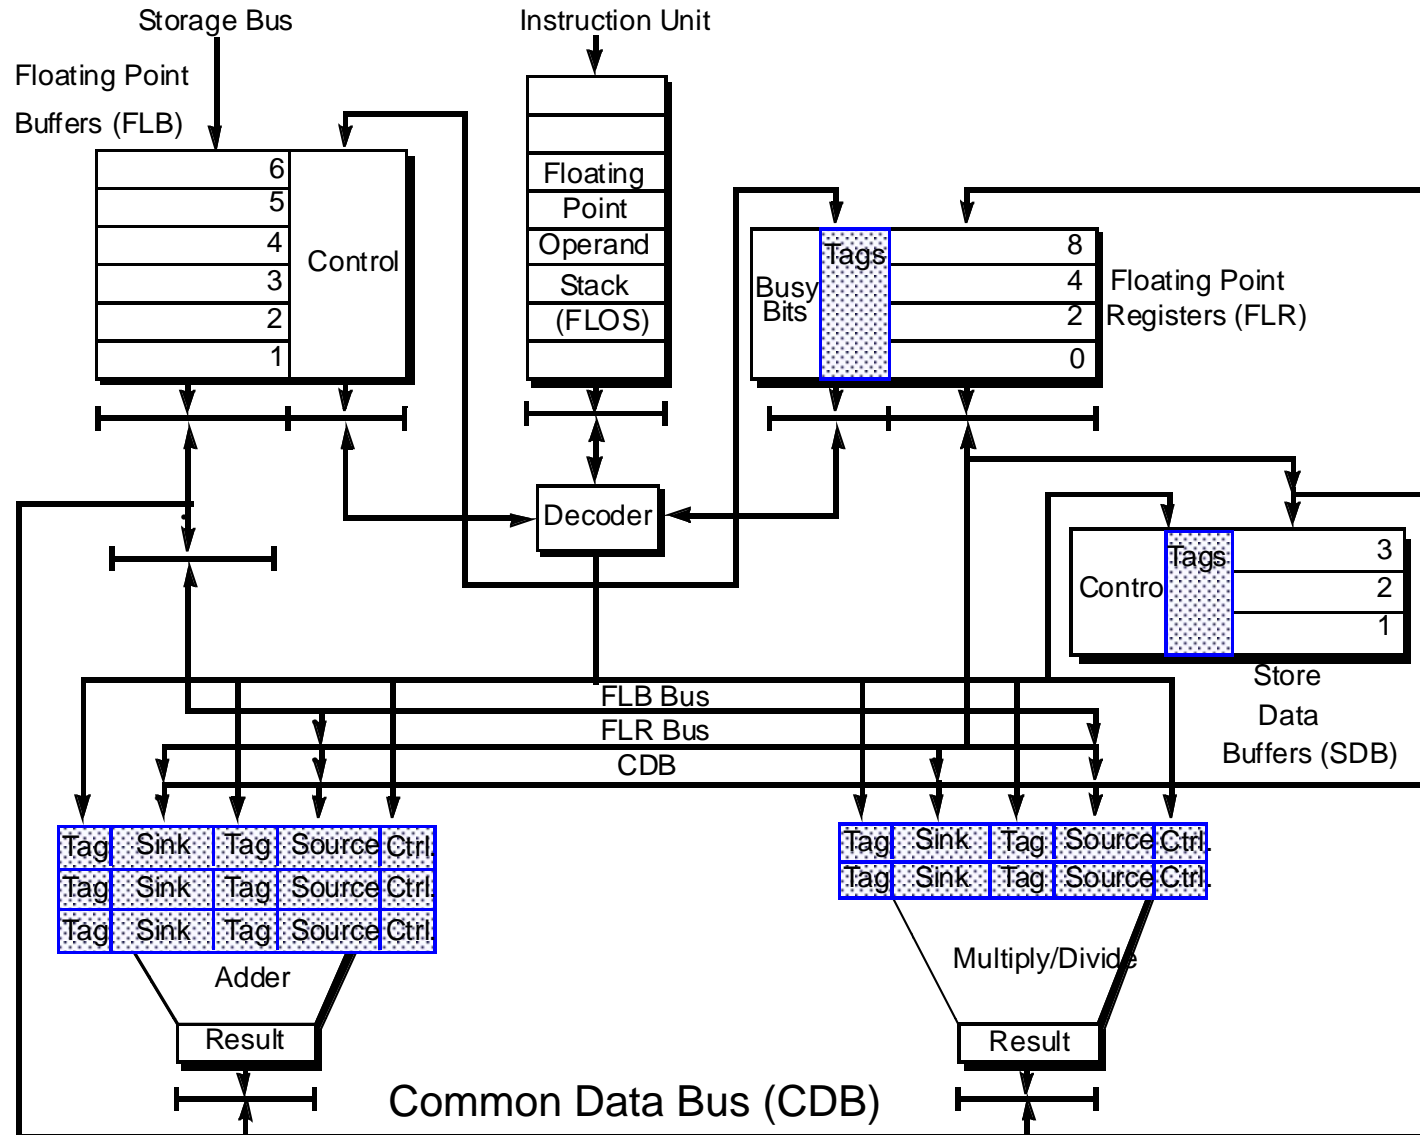 Storage Bus
Instruction Unit
Floating Point
Buffers (FLB)
6
5
4
3
2
1
Control
Floating
Point
Operand
Stack
(FLOS)
Busy
Bits
Tags
8
4
2
0
Floating Point
Registers (FLR)
Decoder
Contro
Tags
3
2
1
Store
Data
Buffers (SDB)
FLB Bus
FLR Bus
CDB
Tag Sink Tag Source Ctrl.
Tag Sink Tag Source Ctrl.
Tag Sink Tag Source Ctrl.
Adder
Result
Tag Sink Tag Source Ctrl.
Tag Sink Tag Source Ctrl.
Multiply/Divide
Result
Common Data Bus (CDB)